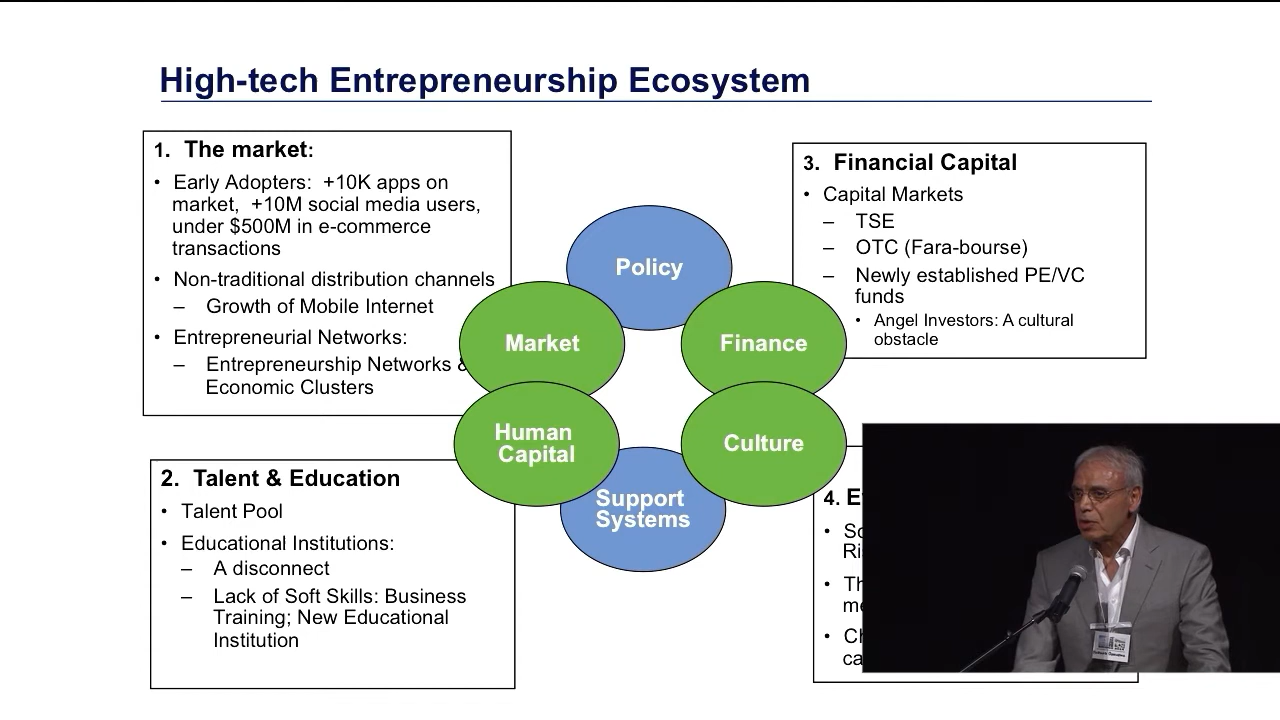 High-tech Entrepreneurship Ecosystem
1. The market:
• Early Adopters: +10K apps on
market, +10M social media users,
under $500M in e-commerce
transactions
• Non-traditional distribution channels
– Growth of Mobile Internet
• Entrepreneurial Networks:
– Entrepreneurship Networks &
Economic Clusters
2. Talent & Education
• Talent Pool
• Educational Institutions:
– A disconnect
– Lack of Soft Skills: Business
Training; New Educational
Institution
Policy
Market
Finance
Human
Capital
Culture
Support
Systems
3. Financial Capital
• Capital Markets
– TSE
– OTC (Fara-bourse)
– Newly established PE/VC
funds
• Angel Investors: A cultural
obstacle
4.